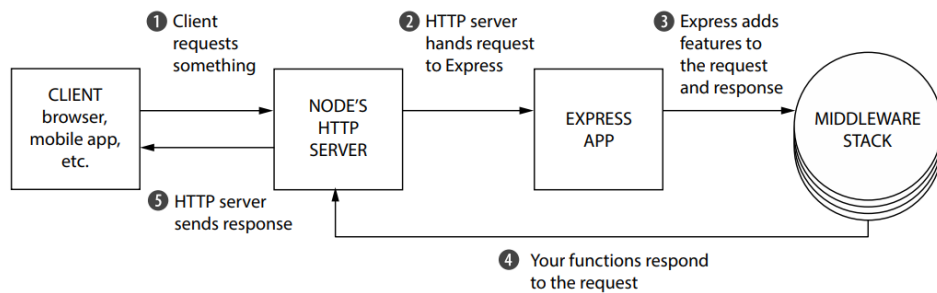 1 Client
requests
something
2 HTTP server
hands request
to Express
3 Express adds
features to
the request
and response
CLIENT
browser,
mobile app,
etc.
NODE'S
HTTP
SERVER
EXPRESS
APP
MIDDLEWARE
STACK
5 HTTP server
sends response
4 Your functions respond
to the request